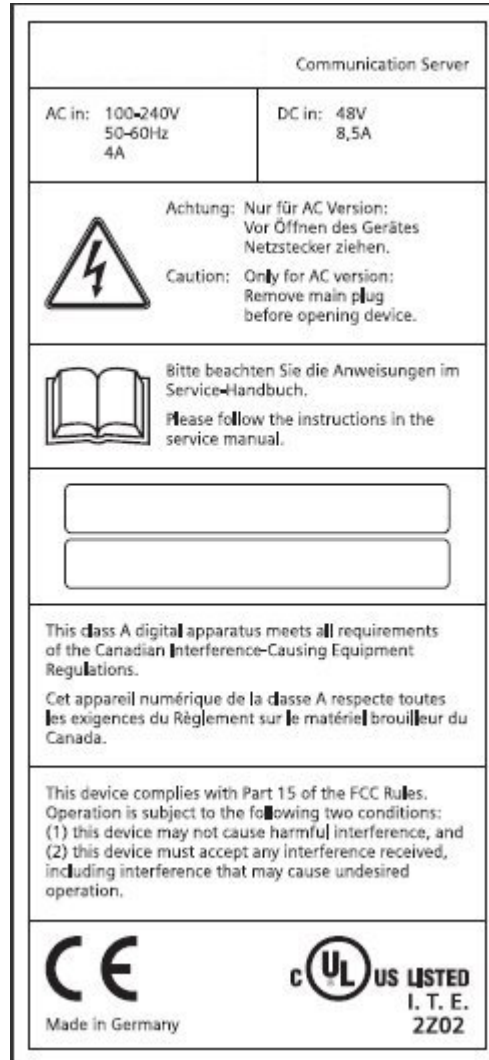 Communication Server
AC in: 100-240V
50-60Hz
4A
DC in: 48V
8,5A
Achtung: Nur für AC Version:
Vor Öffnen des Gerätes
Netzstecker ziehen.
Caution: Only for AC version:
Remove main plug
before opening device.
Bitte beachten Sie die Anweisungen im
Service-Handbuch.
Please follow the instructions in the
service manual.
This class A digital apparatus meets all requirements
of the Canadian Interference-Causing Equipment
Regulations.
Cet appareil numérique de la classe A respecte toutes
les exigences du Règlement sur le matériel brouilleur du
Canada.
This device complies with Part 15 of the FCC Rules.
Operation is subject to the following two conditions:
(1) this device may not cause harmful interference, and
(2) this device must accept any interference received,
including interference that may cause undesired
operation.
CE
Made in Germany
C UL US LISTED
I. T. E.
2Z02